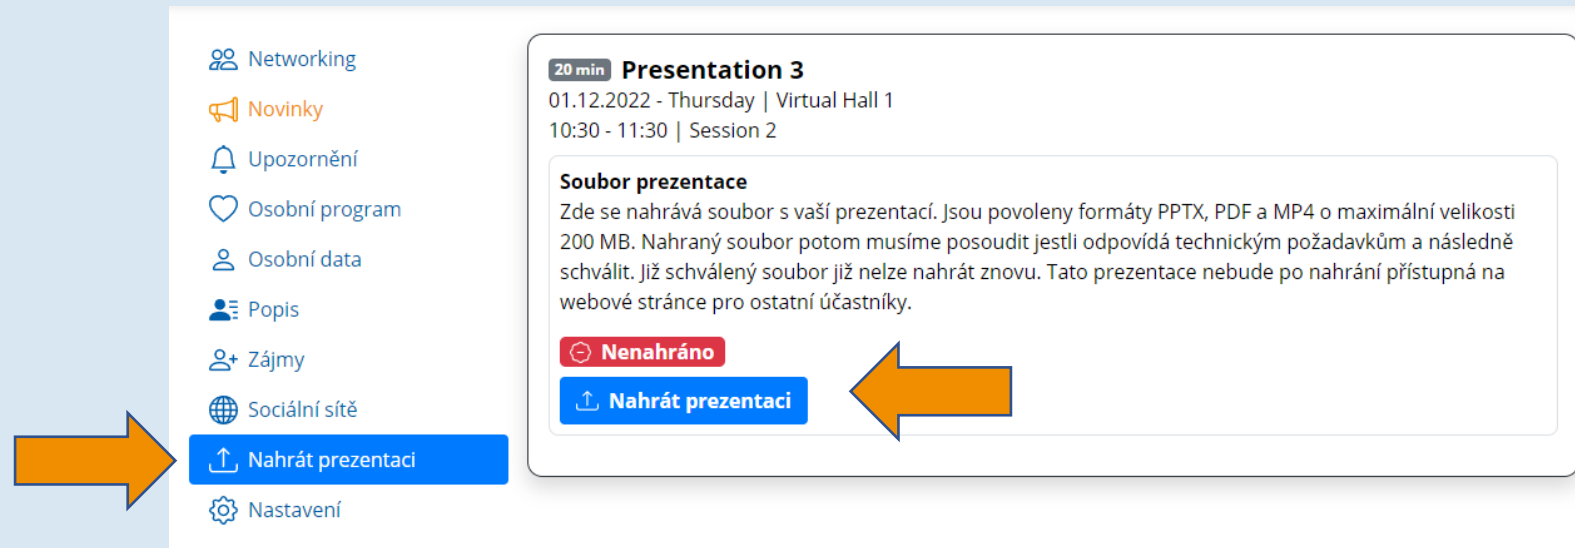 Networking
Novinky
Upozornění
Osobní program
Osobní data
Popis
Zájmy
Sociální sítě
Nahrát prezentaci
Nastavení
20 min Presentation 3
01.12.2022 - Thursday | Virtual Hall 1
10:30 - 11:30 | Session 2
Soubor prezentace
Zde se nahrává soubor s vaší prezentací. Jsou povoleny formáty PPTX, PDF a MP4 o maximální velikosti
200 MB. Nahraný soubor potom musíme posoudit jestli odpovídá technickým požadavkům a následně
schválit. Již schválený soubor již nelze nahrát znovu. Tato prezentace nebude po nahrání přístupná na
webové stránce pro ostatní účastníky.
Nenahráno
Nahrát prezentaci